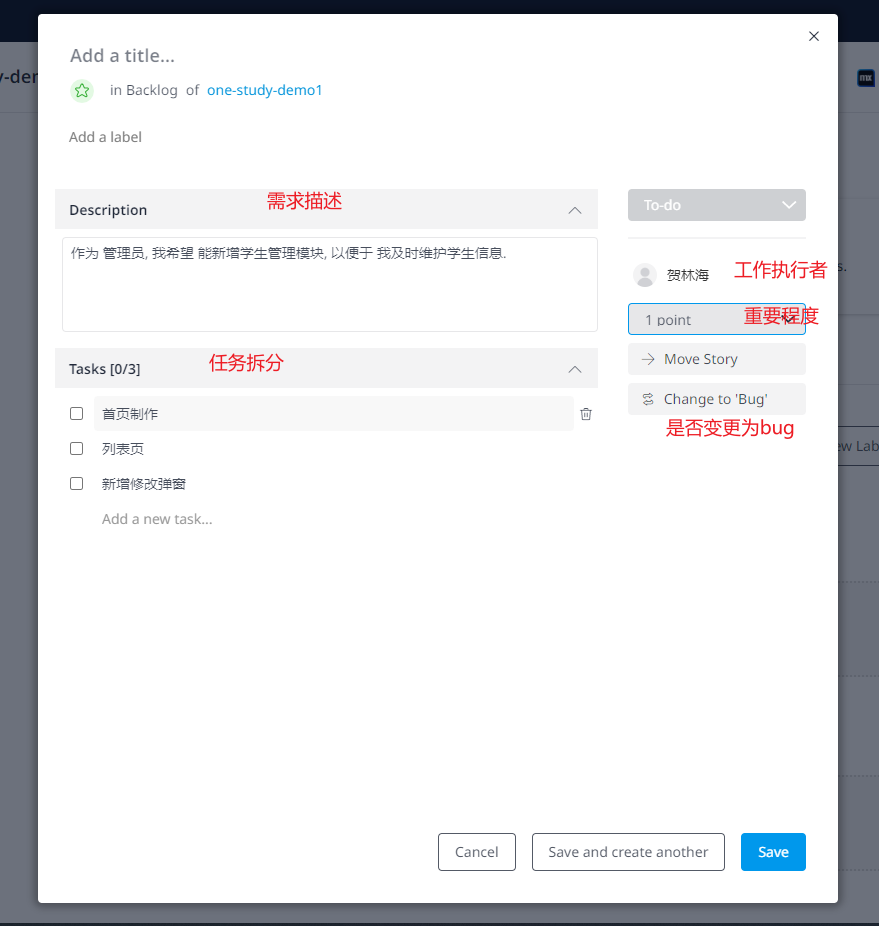 Add a title...
in Backlog of one-study-demo1
Add a label
Description
需求描述
作为 管理员, 我希望 能新增学生管理模块, 以便于 我及时维护学生信息.
Tasks [0/3]
任务拆分
首页制作
列表页
新增修改弹窗
Add a new task...
To-do
贺林海
工作执行者
1 point
重要程度
Move Story
Change to 'Bug'
是否变更为bug
Cancel
Save and create another
Save
mx